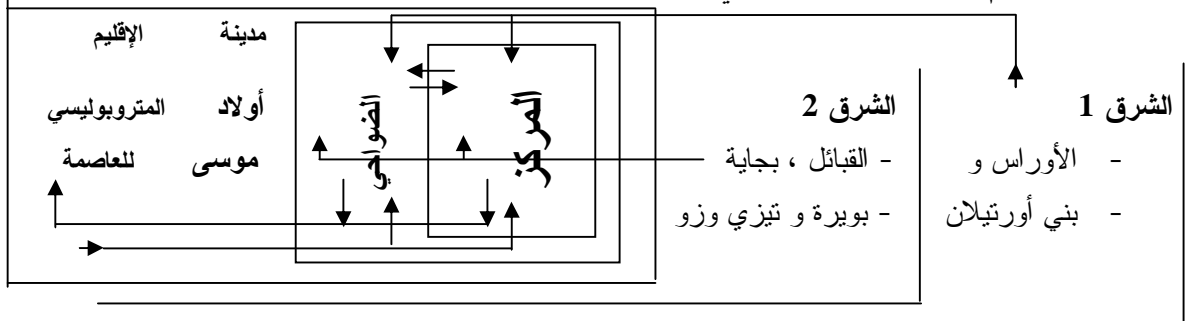 الشرق 1
- الأوراس و
- بني أورتيلان
الشرق 2
- القبائل ، بجاية
- بويرة و تيزي وزو
المركز
الضواحي
مدينة
أولاد
موسى
الإقليم
المتروبوليسي
للعاصمة